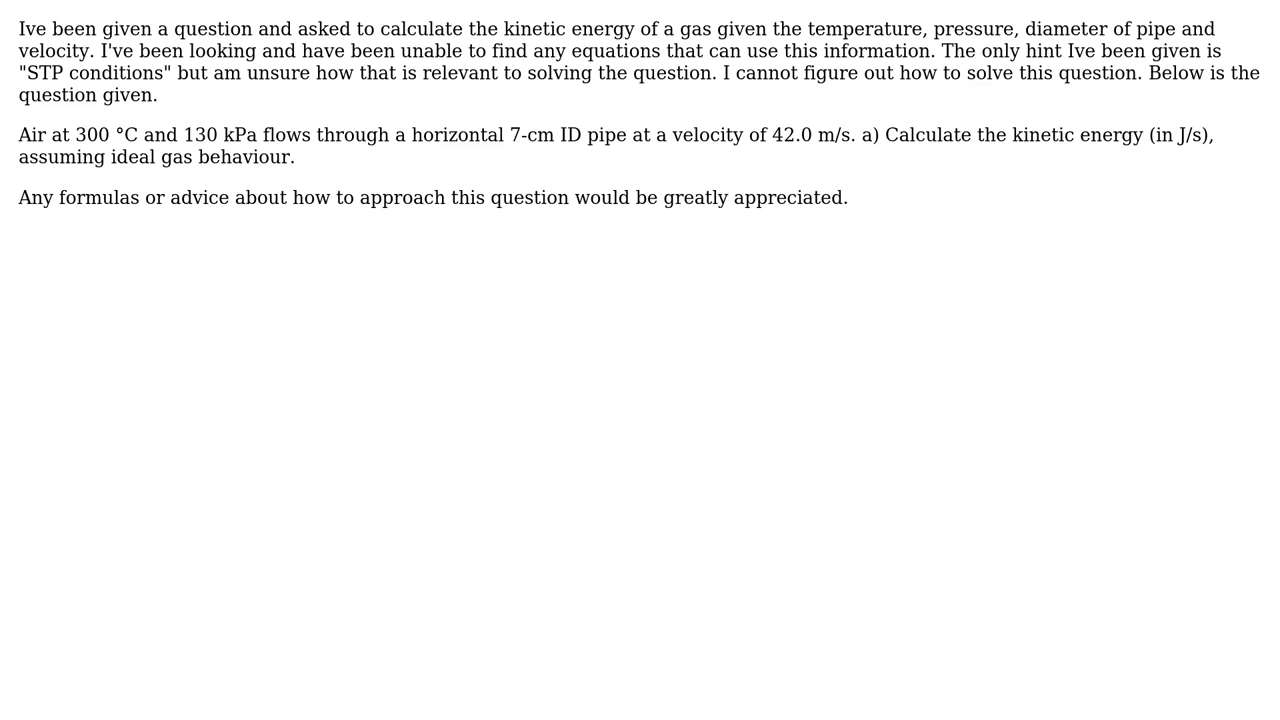 Ive been given a question and asked to calculate the kinetic energy of a gas given the temperature, pressure, diameter of pipe and
velocity. I've been looking and have been unable to find any equations that can use this information. The only hint Ive been given is
"STP conditions" but am unsure how that is relevant to solving the question. I cannot figure out how to solve this question. Below is the
question given.
Air at 300 °C and 130 kPa flows through a horizontal 7-cm ID pipe at a velocity of 42.0 m/s. a) Calculate the kinetic energy (in J/s),
assuming ideal gas behaviour.
Any formulas or advice about how to approach this question would be greatly appreciated.